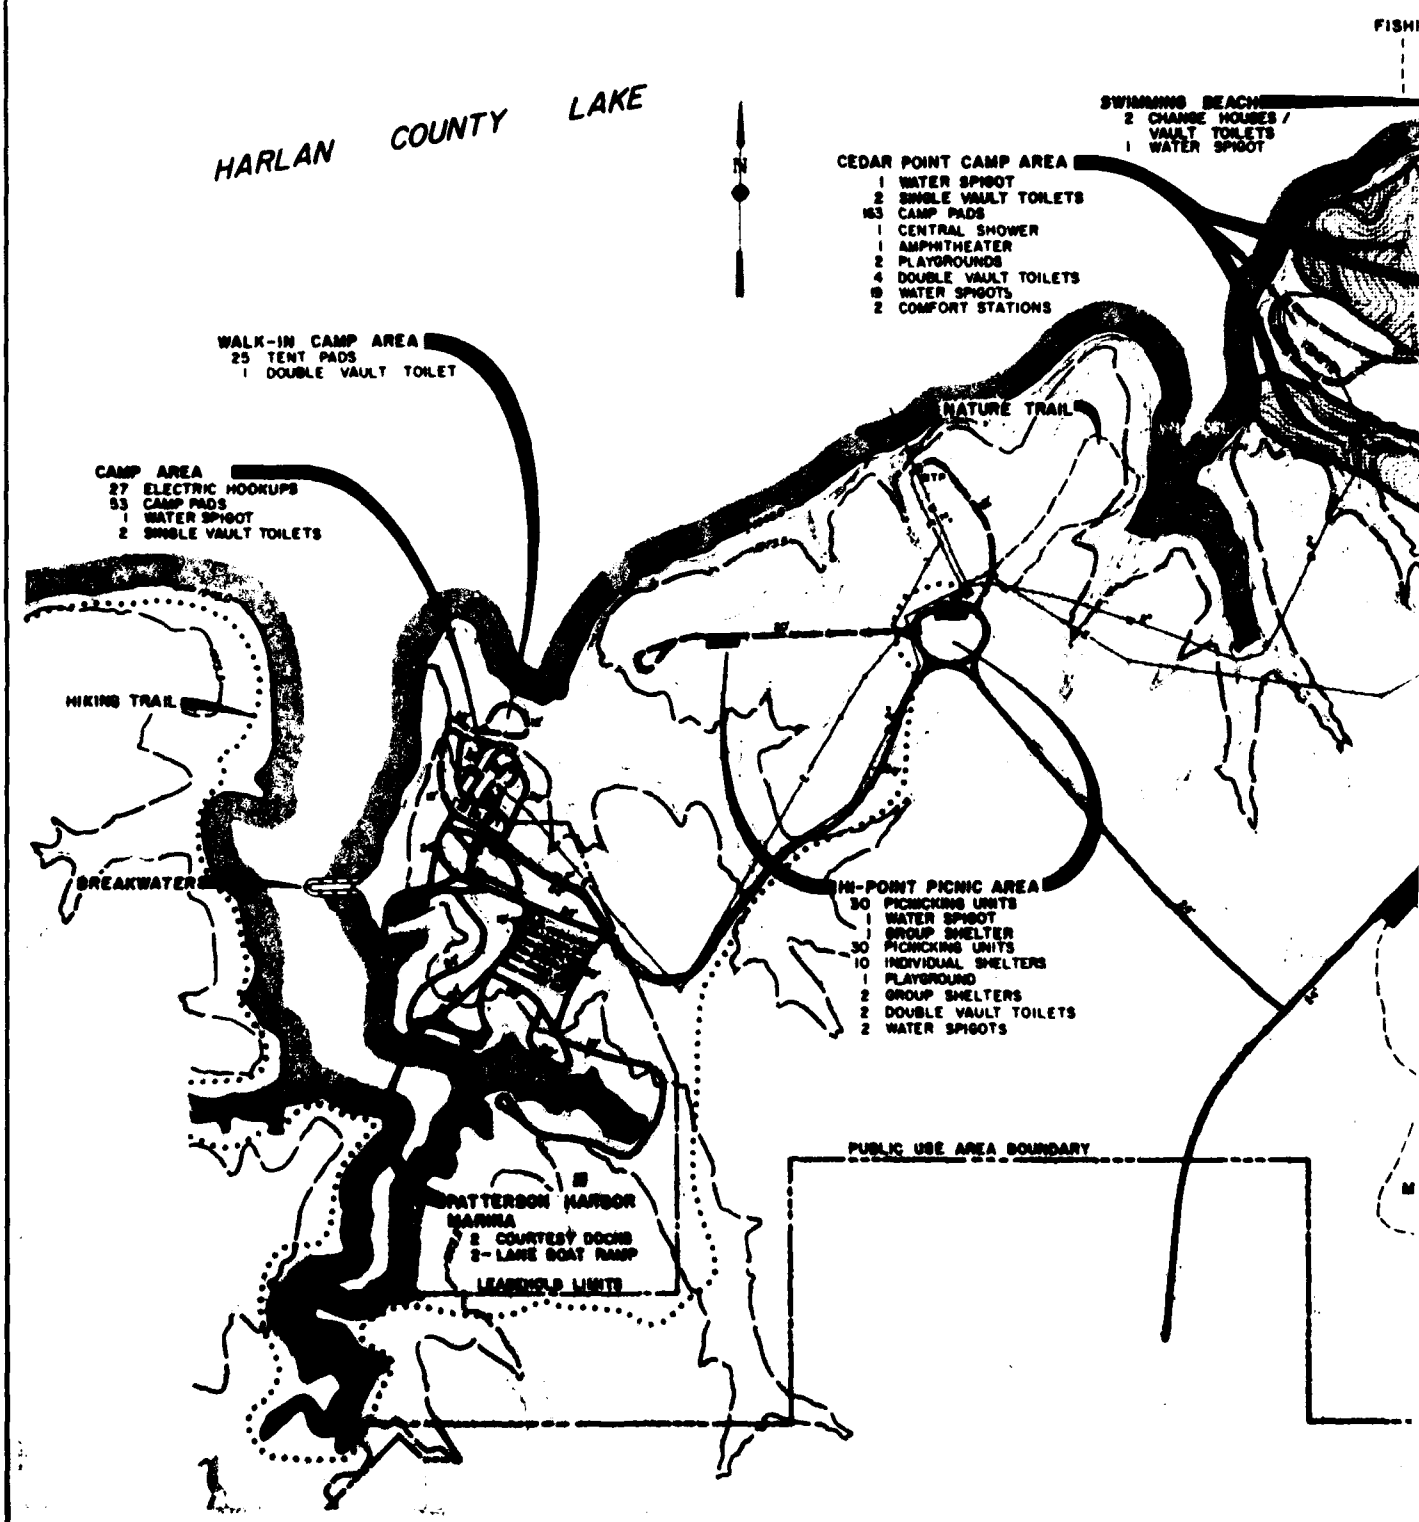 FISHI
HARLAN COUNTY LAKE
N
SWIMMING BEACH
2 CHANGE HOUSES /
VAULT TOILETS
1 WATER SPIGOT
CEDAR POINT CAMP AREA
1 WATER SPIGOT
2 SINGLE VAULT TOILETS
163 CAMP PADS
1 CENTRAL SHOWER
1 AMPHITHEATER
2 PLAYGROUNDS
4 DOUBLE VAULT TOILETS
19 WATER SPIGOTS
2 COMFORT STATIONS
WALK-IN CAMP AREA
25 TENT PADS
1 DOUBLE VAULT TOILET
NATURE TRAIL
CAMP AREA
27 ELECTRIC HOOKUPS
53 CAMP PADS
1 WATER SPIGOT
2 SINGLE VAULT TOILETS
STP
HIKING TRAIL
BREAKWATERS
HI-POINT PICNIC AREA
30 PICNICKING UNITS
1 WATER SPIGOT
1 GROUP SHELTER
30 PICNICKING UNITS
10 INDIVIDUAL SHELTERS
1 PLAYGROUND
2 GROUP SHELTERS
2 DOUBLE VAULT TOILETS
2 WATER SPIGOTS
PUBLIC USE AREA BOUNDARY
M
PATTERSON HARBOR
MARINA
2 COURTESY DOCKS
2-LANE BOAT RAMP
LEASEHOLD LIMITS